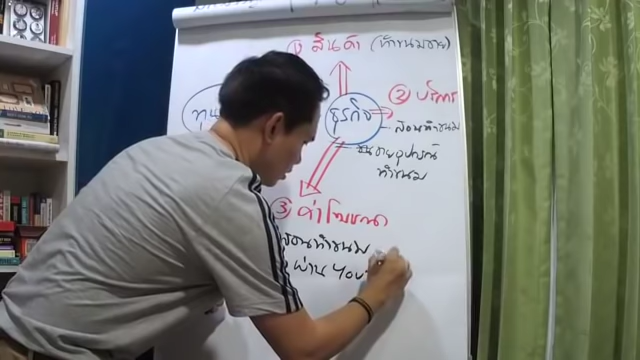 ① สินค้า (ทำขนมขาย)
ทุน
ธุรกิจ
② บริการ
- สอนทำขนม
- ขายอุปกรณ์
ทำขนม
③ ค่าโฆษณา
สอนทำขนม
ผ่าน You